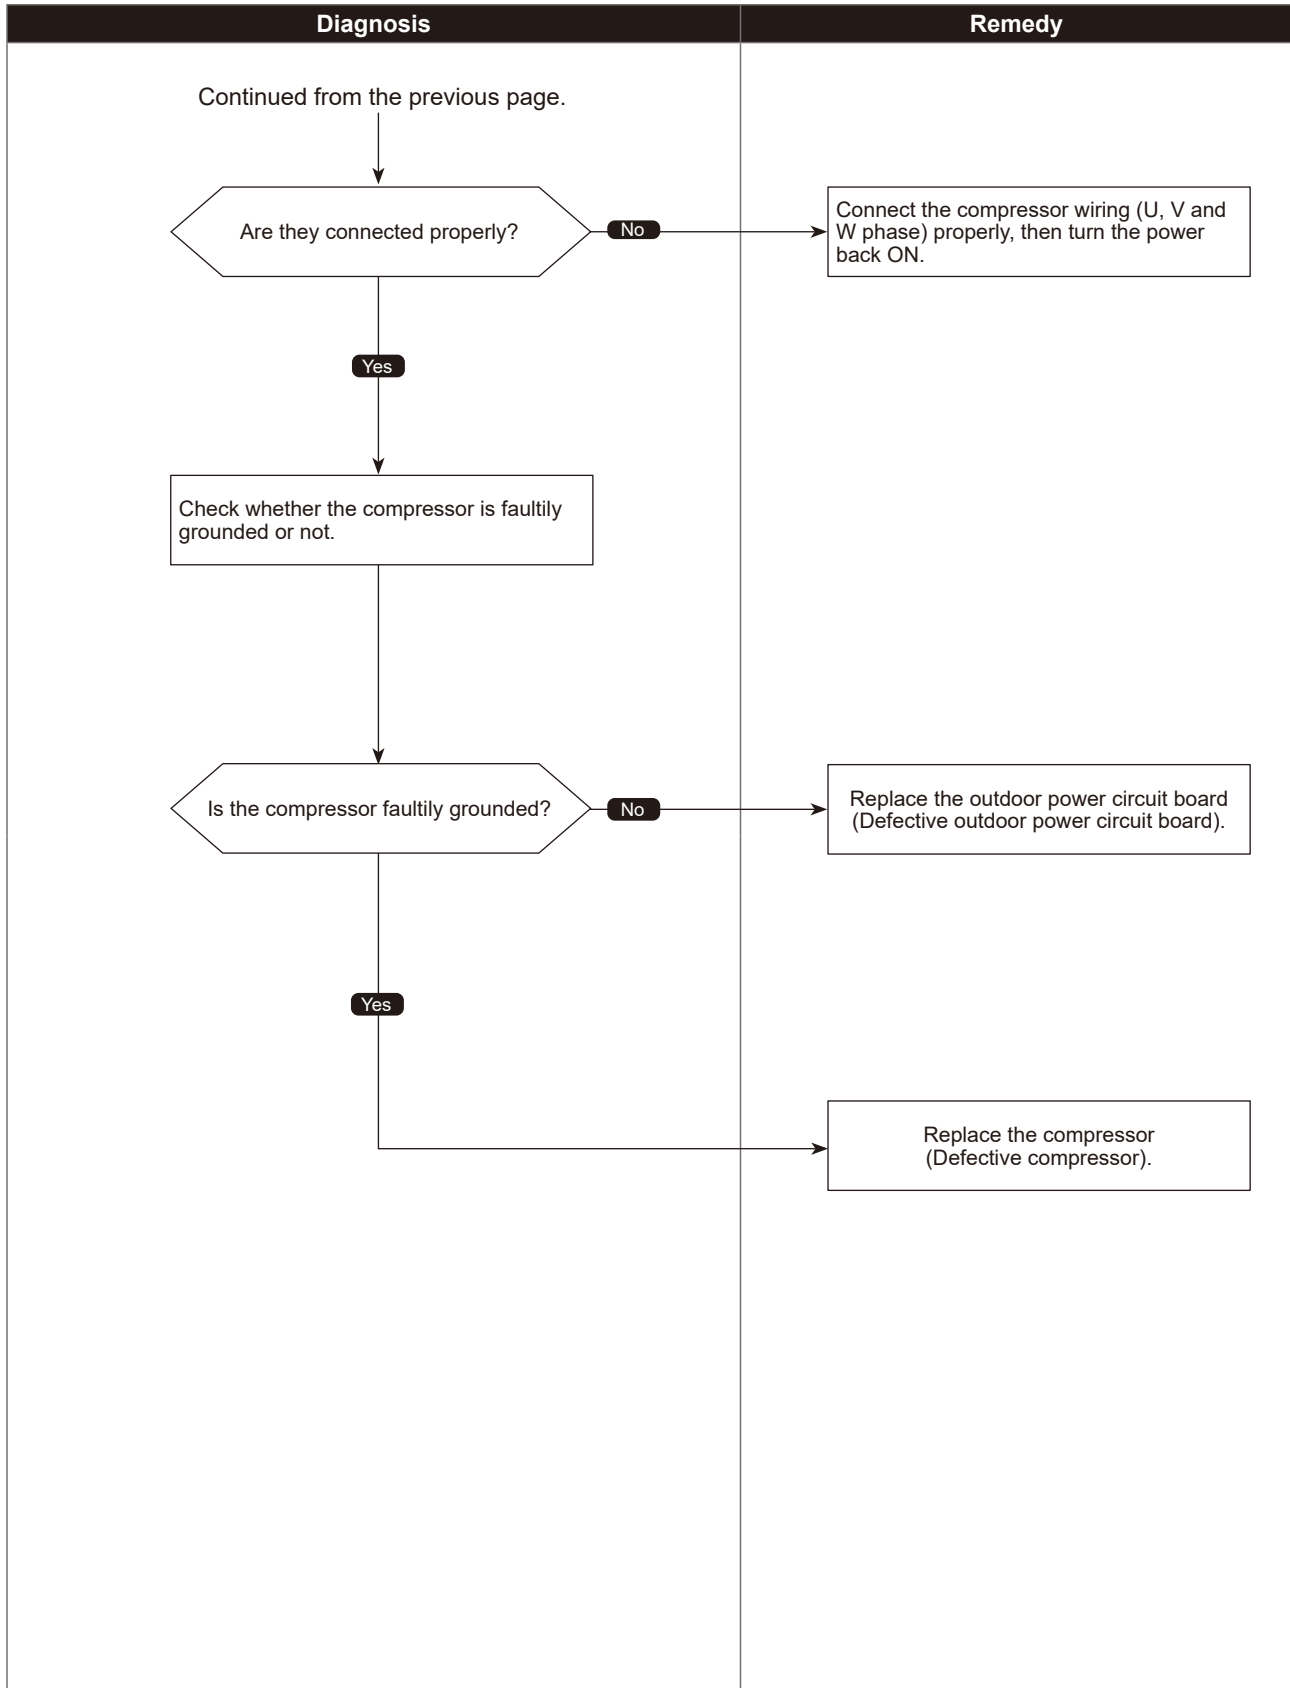 Diagnosis
Remedy
Continued from the previous page.
Are they connected properly?
No
Connect the compressor wiring (U, V and
W phase) properly, then turn the power
back ON.
Yes
Check whether the compressor is faultily
grounded or not.
Is the compressor faultily grounded?
No
Replace the outdoor power circuit board
(Defective outdoor power circuit board).
Yes
Replace the compressor
(Defective compressor).